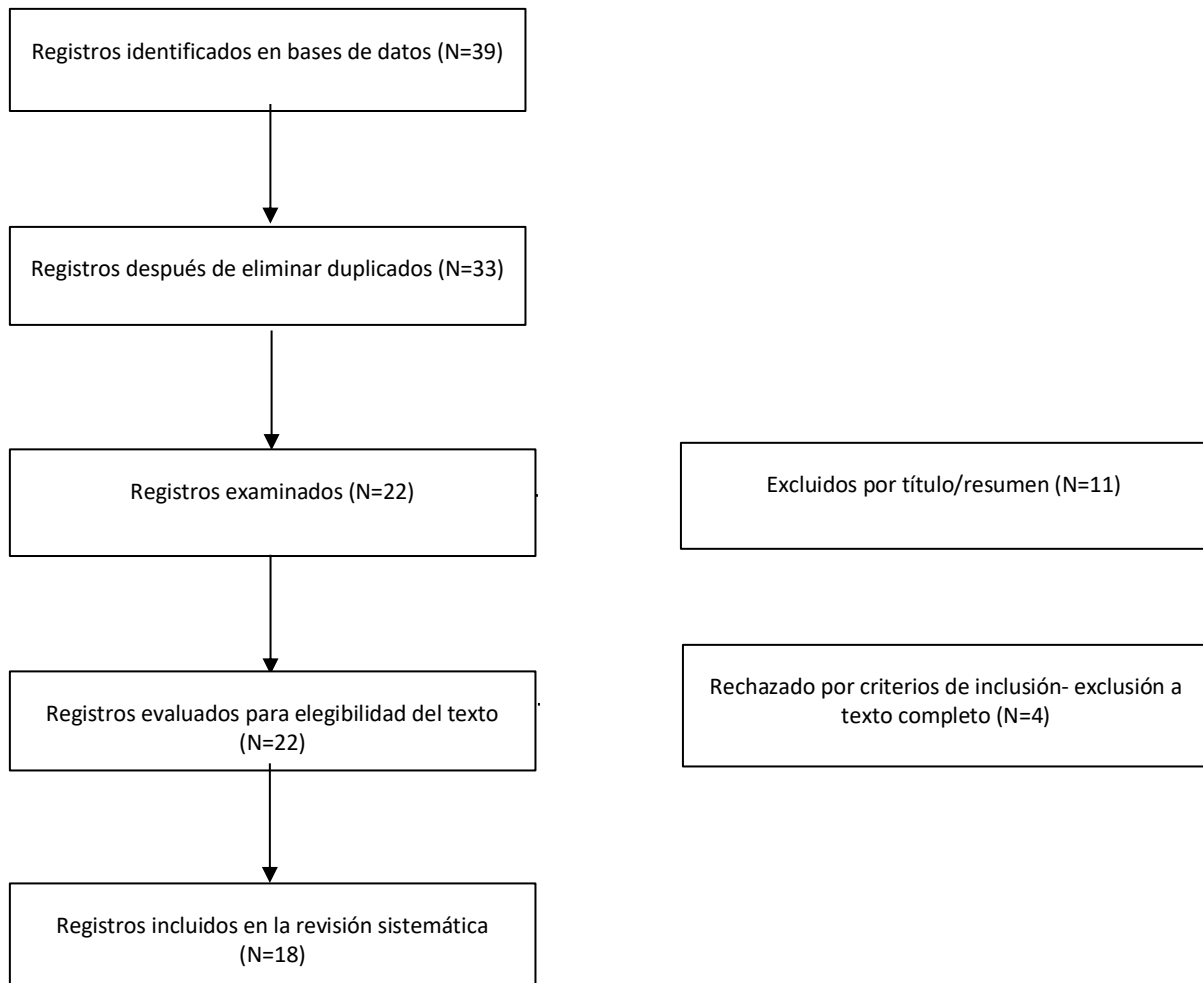 Registros identificados en bases de datos (N=39)
Registros después de eliminar duplicados (N=33)
Registros examinados (N=22)
Excluidos por título/resumen (N=11)
Registros evaluados para elegibilidad del texto
(N=22)
Rechazado por criterios de inclusión- exclusión a
texto completo (N=4)
Registros incluidos en la revisión sistemática
(N=18)